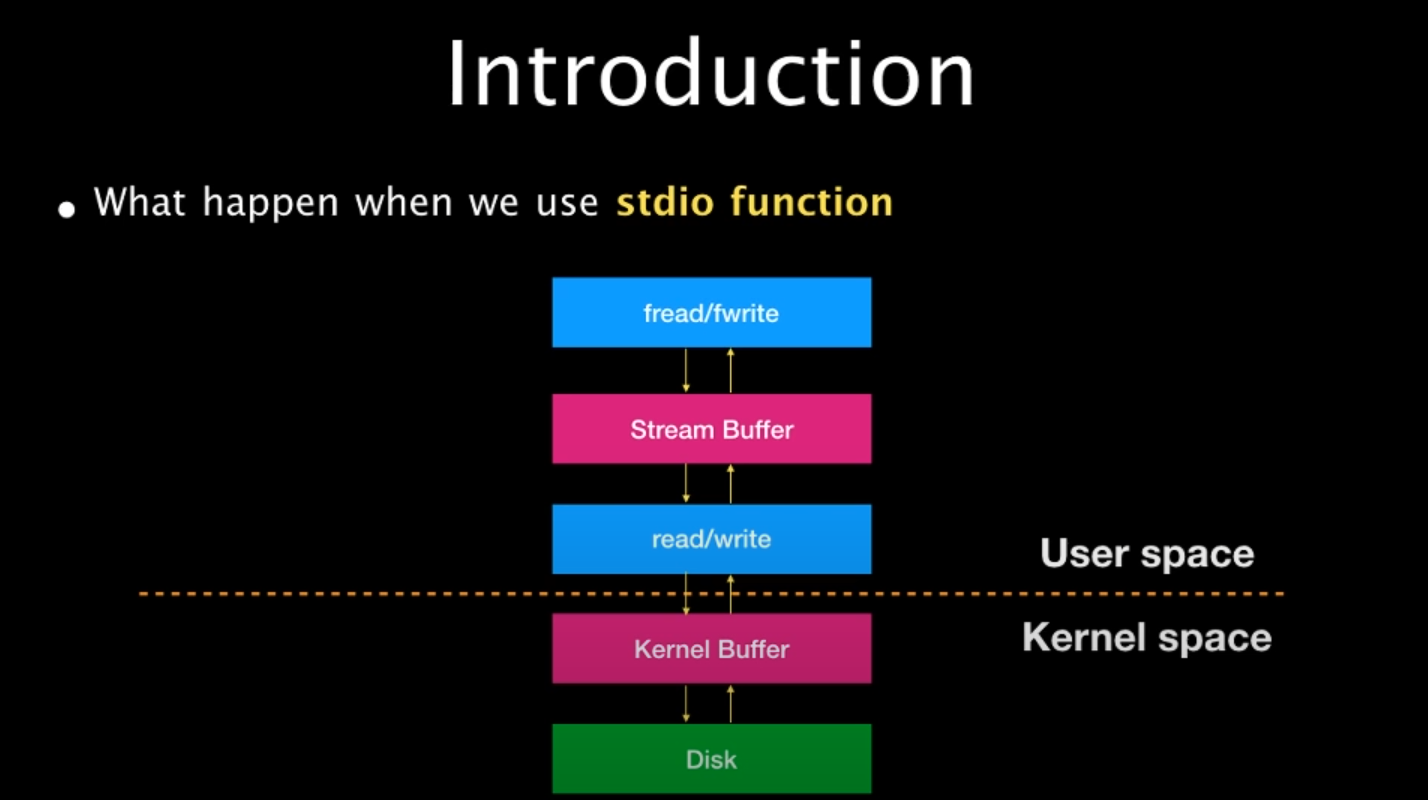 Introduction
• What happen when we use stdio function
fread/fwrite
Stream Buffer
read/write
User space
Kernel space
Kernel Buffer
Disk